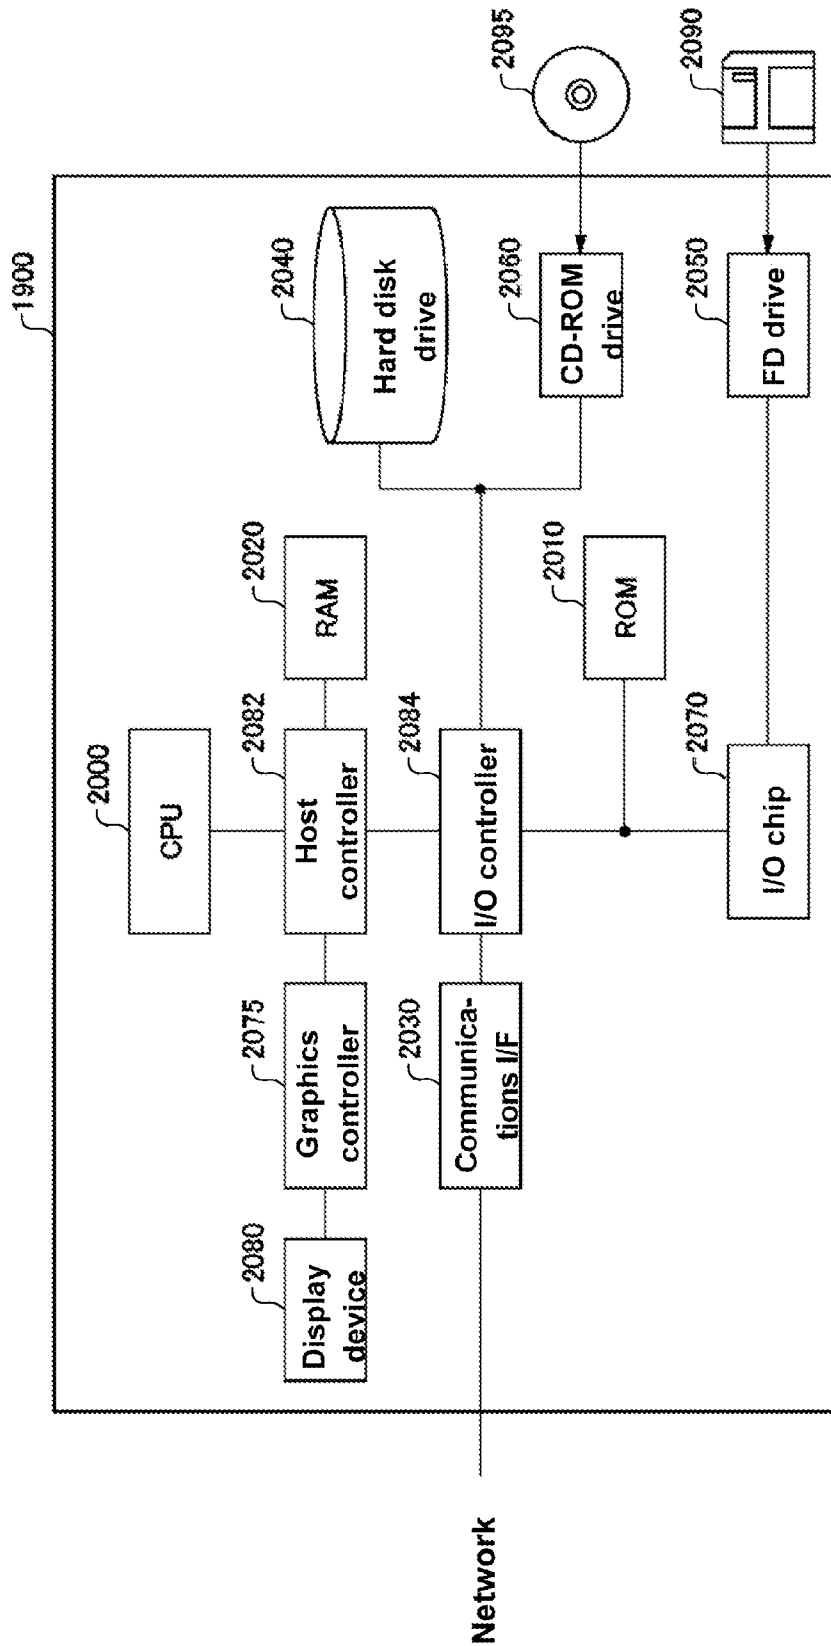 1900
2000
CPU
2080
Display
device
2075
Graphics
controller
2082
Host
controller
2020
RAM
2040
Hard disk
drive
Network
2030
Communica-
tions I/F
2084
I/O controller
2060
CD-ROM
drive
2095
2010
ROM
2070
I/O chip
2050
FD drive
2090